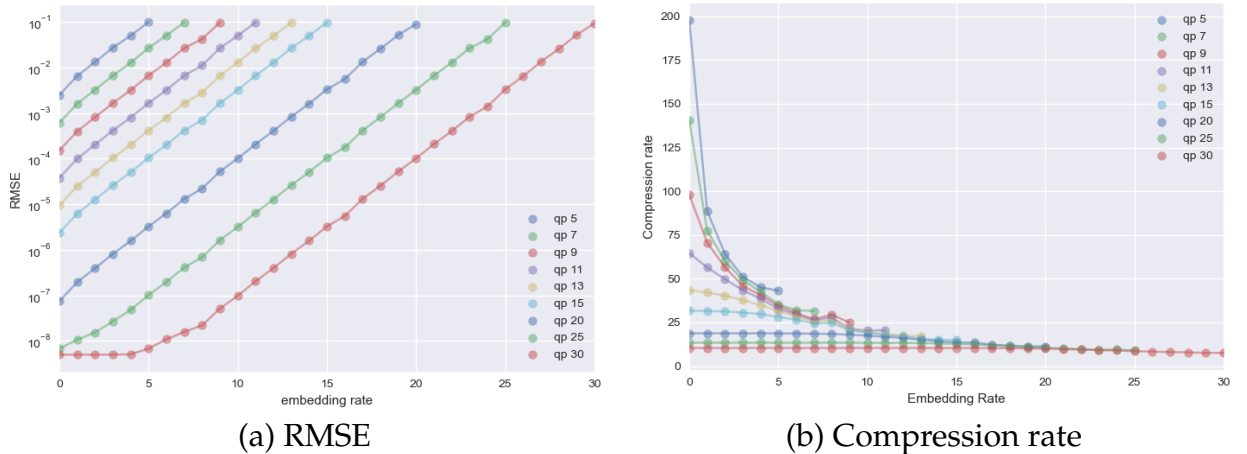 10⁻¹
10⁻²
10⁻³
10⁻⁴
10⁻⁵
10⁻⁶
10⁻⁷
10⁻⁸
RMSE
0 5 10 15 20 25 30
embedding rate
qp 5
qp 7
qp 9
qp 11
qp 13
qp 15
qp 20
qp 25
qp 30
(a) RMSE
200
175
150
125
100
75
50
25
0
Compression rate
0 5 10 15 20 25 30
Embedding Rate
qp 5
qp 7
qp 9
qp 11
qp 13
qp 15
qp 20
qp 25
qp 30
(b) Compression rate